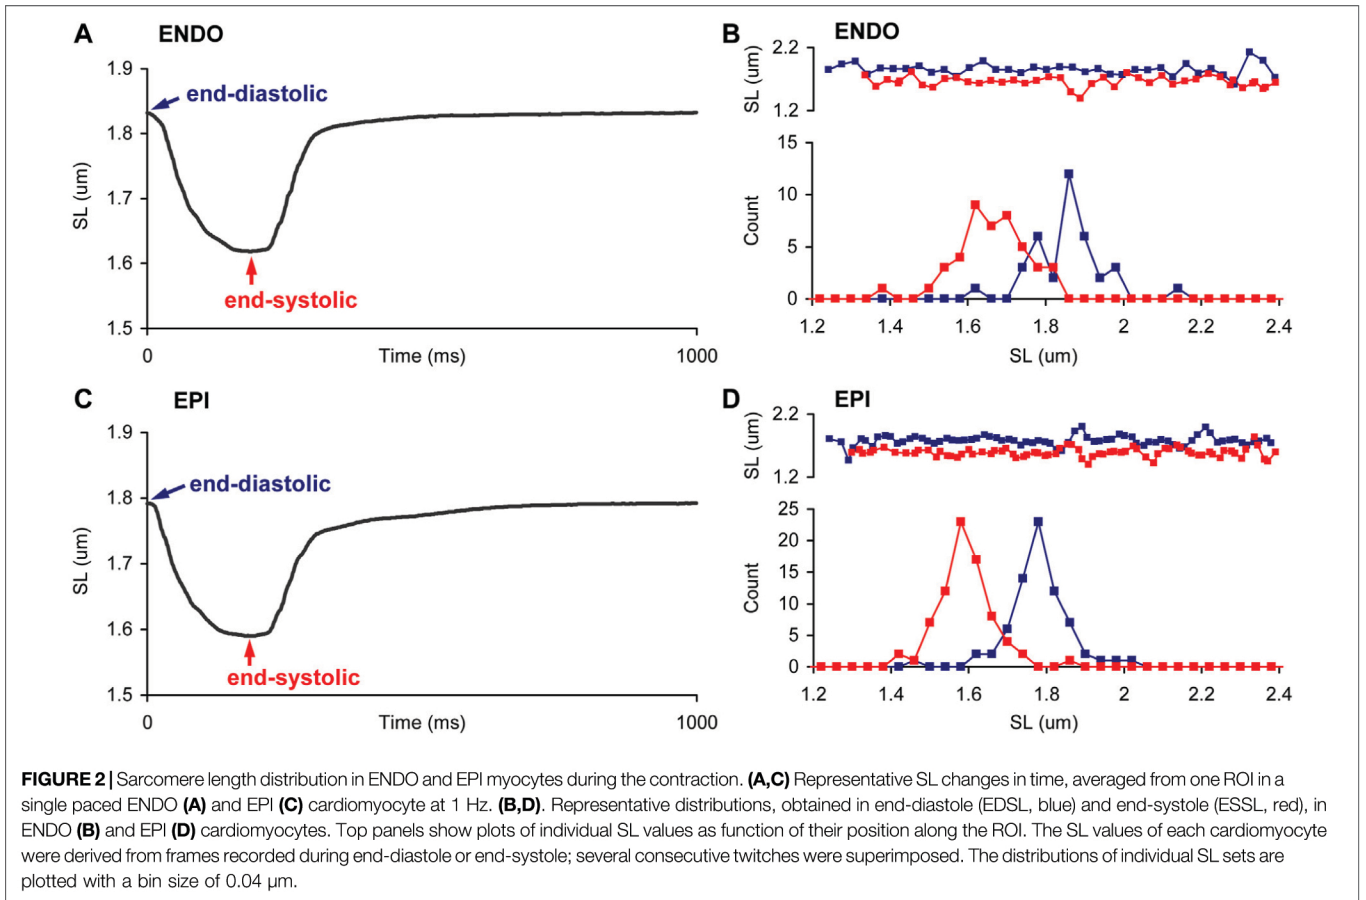 A ENDO
1.9
1.8
1.7
1.6
1.5
SL (um)
end-diastolic
end-systolic
0 Time (ms) 1000
B ENDO
2.2
1.2
SL (um)
15
10
5
0
Count
1.2 1.4 1.6 1.8 2 2.2 2.4
SL (um)
C EPI
1.9
1.8
1.7
1.6
1.5
SL (um)
end-diastolic
end-systolic
0 Time (ms) 1000
D EPI
2.2
1.2
SL (um)
25
20
15
10
5
0
Count
1.2 1.4 1.6 1.8 2 2.2 2.4
SL (um)
FIGURE 2 | Sarcomere length distribution in ENDO and EPI myocytes during the contraction. (A,C) Representative SL changes in time, averaged from one ROI in a
single paced ENDO (A) and EPI (C) cardiomyocyte at 1 Hz. (B,D). Representative distributions, obtained in end-diastole (EDSL, blue) and end-systole (ESSL, red), in
ENDO (B) and EPI (D) cardiomyocytes. Top panels show plots of individual SL values as function of their position along the ROI. The SL values of each cardiomyocyte
were derived from frames recorded during end-diastole or end-systole; several consecutive twitches were superimposed. The distributions of individual SL sets are
plotted with a bin size of 0.04 μm.